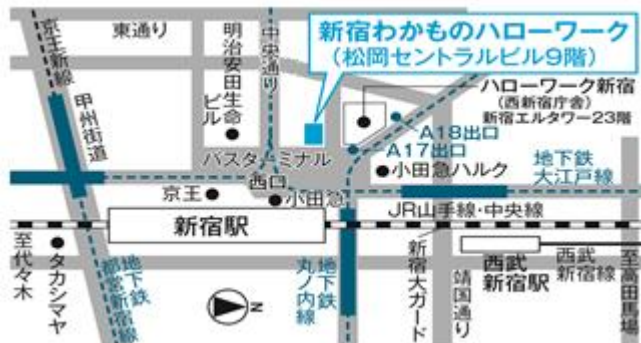 京王新線
東通り
甲州街道
明治安田生命
ビル
中央通り
新宿わかものハローワーク
(松岡セントラルビル9階)
ハローワーク新宿
(西新宿庁舎)
新宿エルタワー23階
A18出口
A17出口
バスターミナル
小田急ハルク
地下鉄
大江戸線
京王
西口
小田急
新宿駅
JR山手線・中央線
至代々木
タカシマヤ
地下鉄
都営新宿線
N
地下鉄
丸ノ内線
新宿大ガード
靖国通り
西武
新宿駅
西武
新宿線
至高田馬場